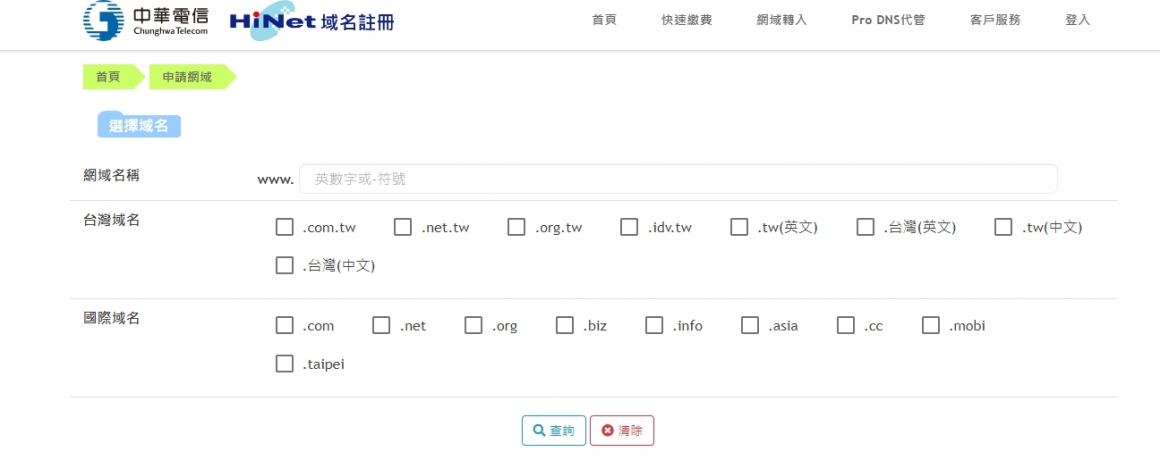 中華電信
Chunghwa Telecom
HiNet 域名註冊
首頁 快速繳費 網域轉入 Pro DNS代管 客戶服務 登入
首頁 申請網域
選擇域名
網域名稱 www. 英數字或-符號
台灣域名 .com.tw .net.tw .org.tw .idv.tw .tw(英文) .台灣(英文) .tw(中文)
.台灣(中文)
國際域名 .com .net .org .biz .info .asia .cc .mobi
.taipei
查詢 清除